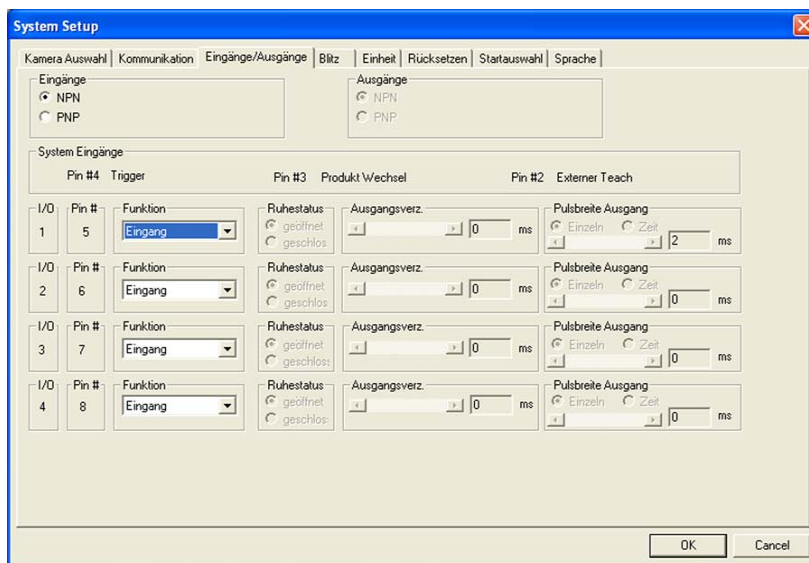 System Setup
Kamera Auswahl Kommunikation Eingänge/Ausgänge Blitz Einheit Rücksetzen Startauswahl Sprache
Eingänge Ausgänge
NPN NPN
PNP PNP
System Eingänge
Pin #4 Trigger Pin #3 Produkt Wechsel Pin #2 Externer Teach
I/O Pin # Funktion Ruhestatus Ausgangsverz. Pulsbreite Ausgang
1 5 Eingang geöffnet 0 ms Einzeln Zeit
geschlos 2 ms
I/O Pin # Funktion Ruhestatus Ausgangsverz. Pulsbreite Ausgang
2 6 Eingang geöffnet 0 ms Einzeln Zeit
geschlos 0 ms
I/O Pin # Funktion Ruhestatus Ausgangsverz. Pulsbreite Ausgang
3 7 Eingang geöffnet 0 ms Einzeln Zeit
geschlos: 0 ms
I/O Pin # Funktion Ruhestatus Ausgangsverz. Pulsbreite Ausgang
4 8 Eingang geöffnet 0 ms Einzeln Zeit
geschlos: 0 ms
OK Cancel